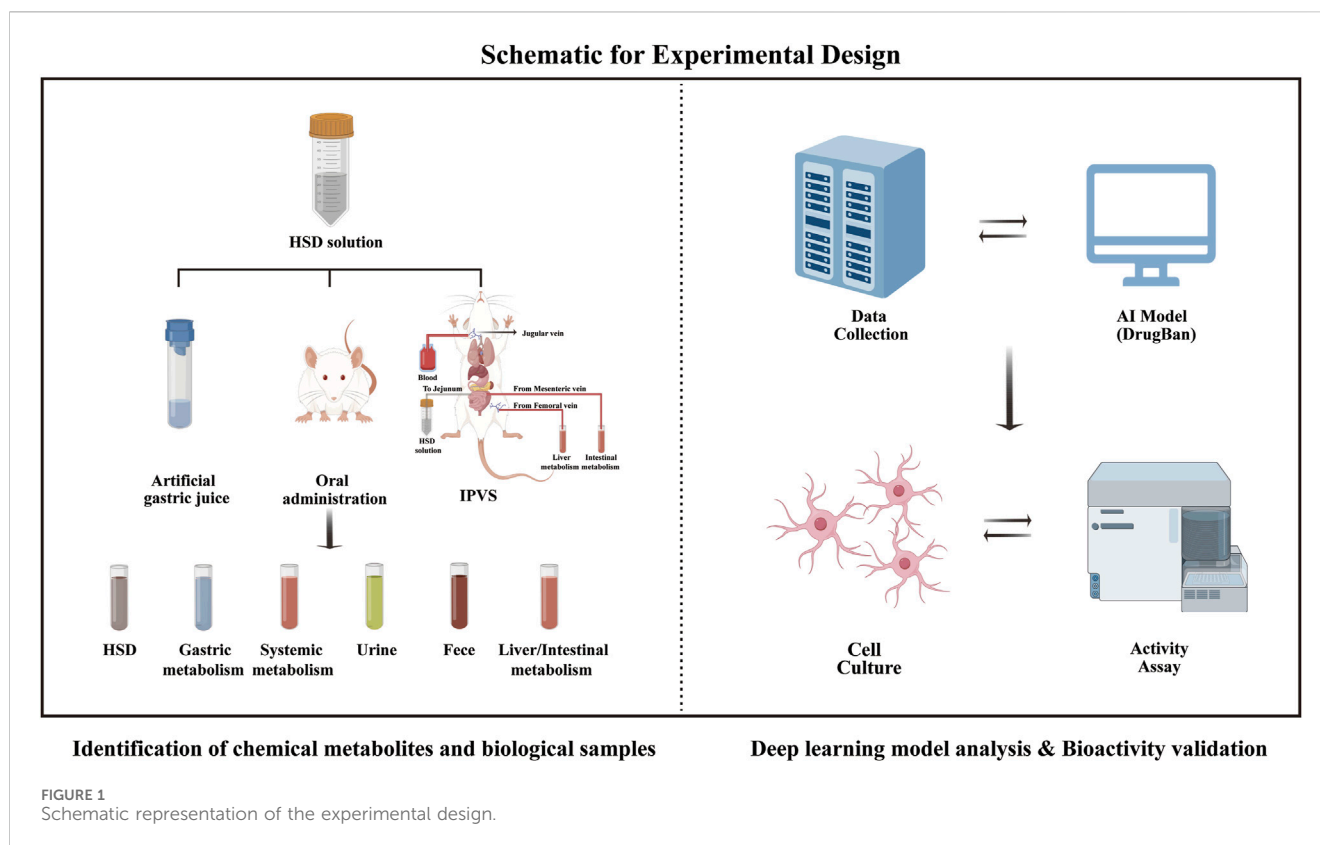 Schematic for Experimental Design
HSD solution
Jugular vein
Blood
To Jejunum
From Mesenteric vein
From Femoral vein
HSD
solution
Liver
metabolism
Intestinal
metabolism
Artificial
gastric juice
Oral
administration
IPVS
HSD
Gastric
metabolism
Systemic
metabolism
Urine
Fece
Liver/Intestinal
metabolism
Data
Collection
AI Model
(DrugBan)
Cell
Culture
Activity
Assay
Identification of chemical metabolites and biological samples
Deep learning model analysis & Bioactivity validation
FIGURE 1
Schematic representation of the experimental design.